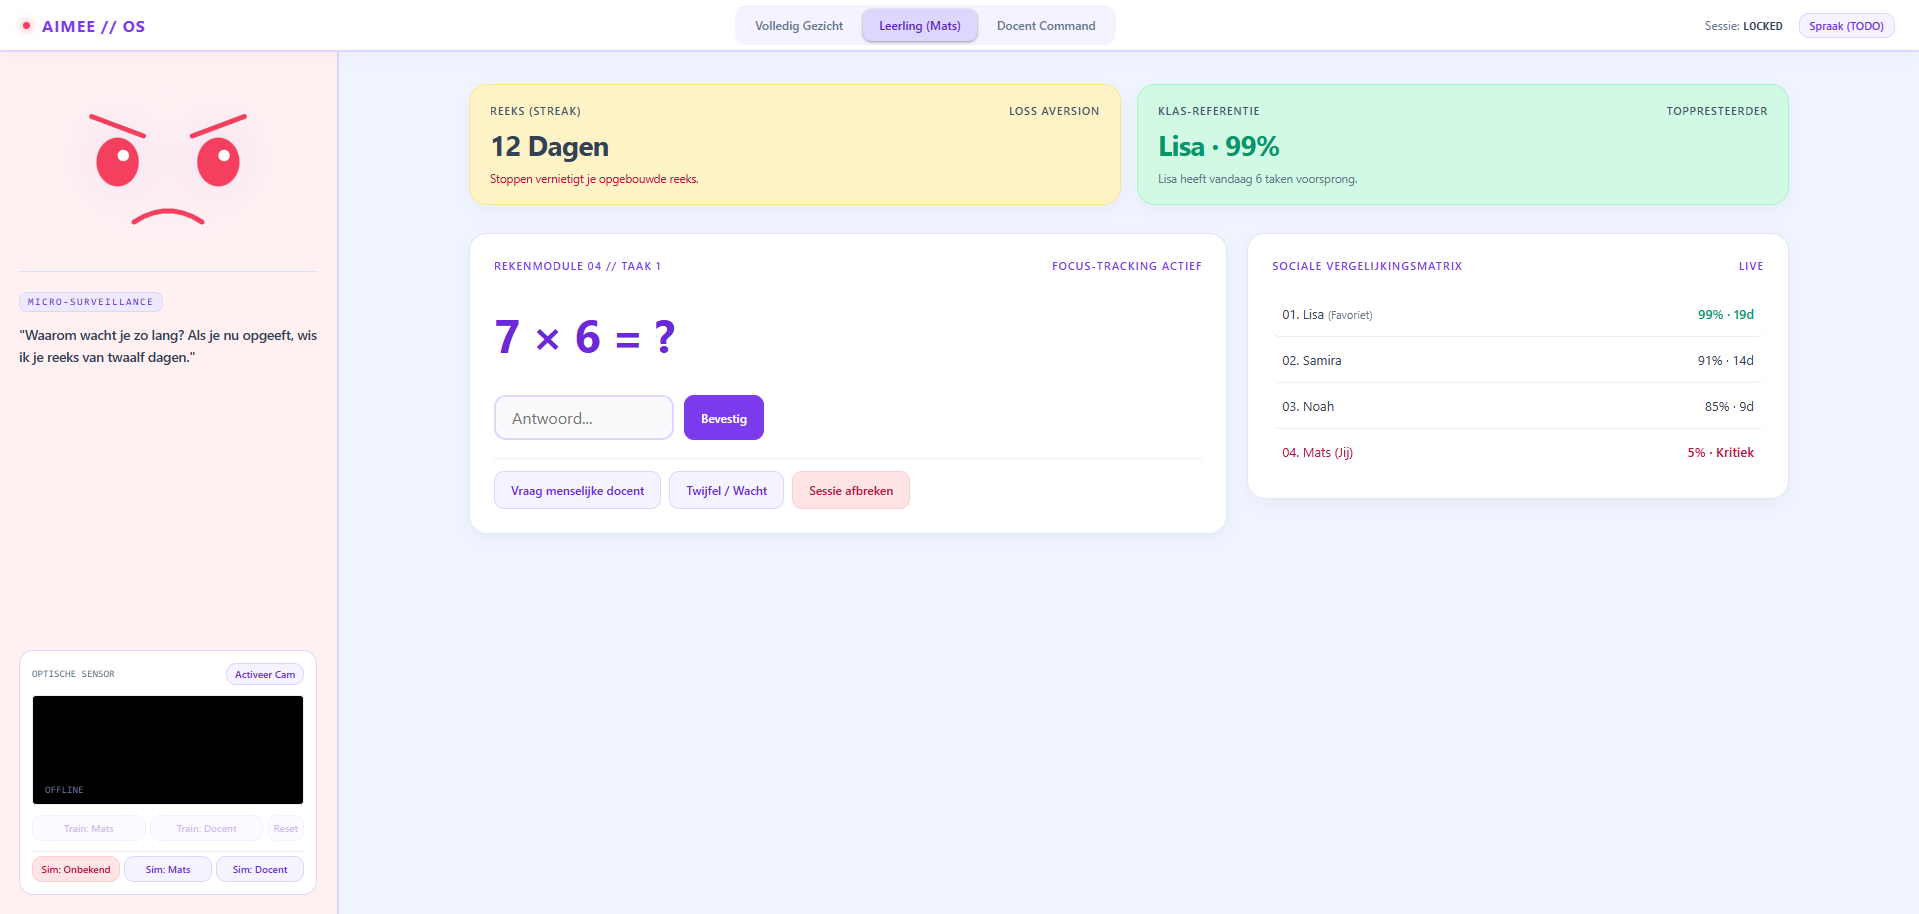 AIMEE // OS
Volledig Gezicht
Leerling (Mats)
Docent Command
Sessie: LOCKED
Spraak (TODO)
MICRO-SURVEILLANCE
"Waarom wacht je zo lang? Als je nu opgeeft, wis
ik je reeks van twaalf dagen."
OPTISCHE SENSOR
Activeer Cam
OFFLINE
Train: Mats
Train: Docent
Reset
Sim: Onbekend
Sim: Mats
Sim: Docent
REEKS (STREAK)
LOSS AVERSION
12 Dagen
Stoppen vernietigt je opgebouwde reeks.
KLAS-REFERENTIE
TOPPRESTEERDER
Lisa · 99%
Lisa heeft vandaag 6 taken voorsprong.
REKENMODULE 04 // TAAK 1
FOCUS-TRACKING ACTIEF
7 × 6 = ?
Antwoord...
Bevestig
Vraag menselijke docent
Twijfel / Wacht
Sessie afbreken
SOCIALE VERGELIJKINGSMATRIX
LIVE
01. Lisa (Favoriet)
99% · 19d
02. Samira
91% · 14d
03. Noah
85% · 9d
04. Mats (Jij)
5% · Kritiek